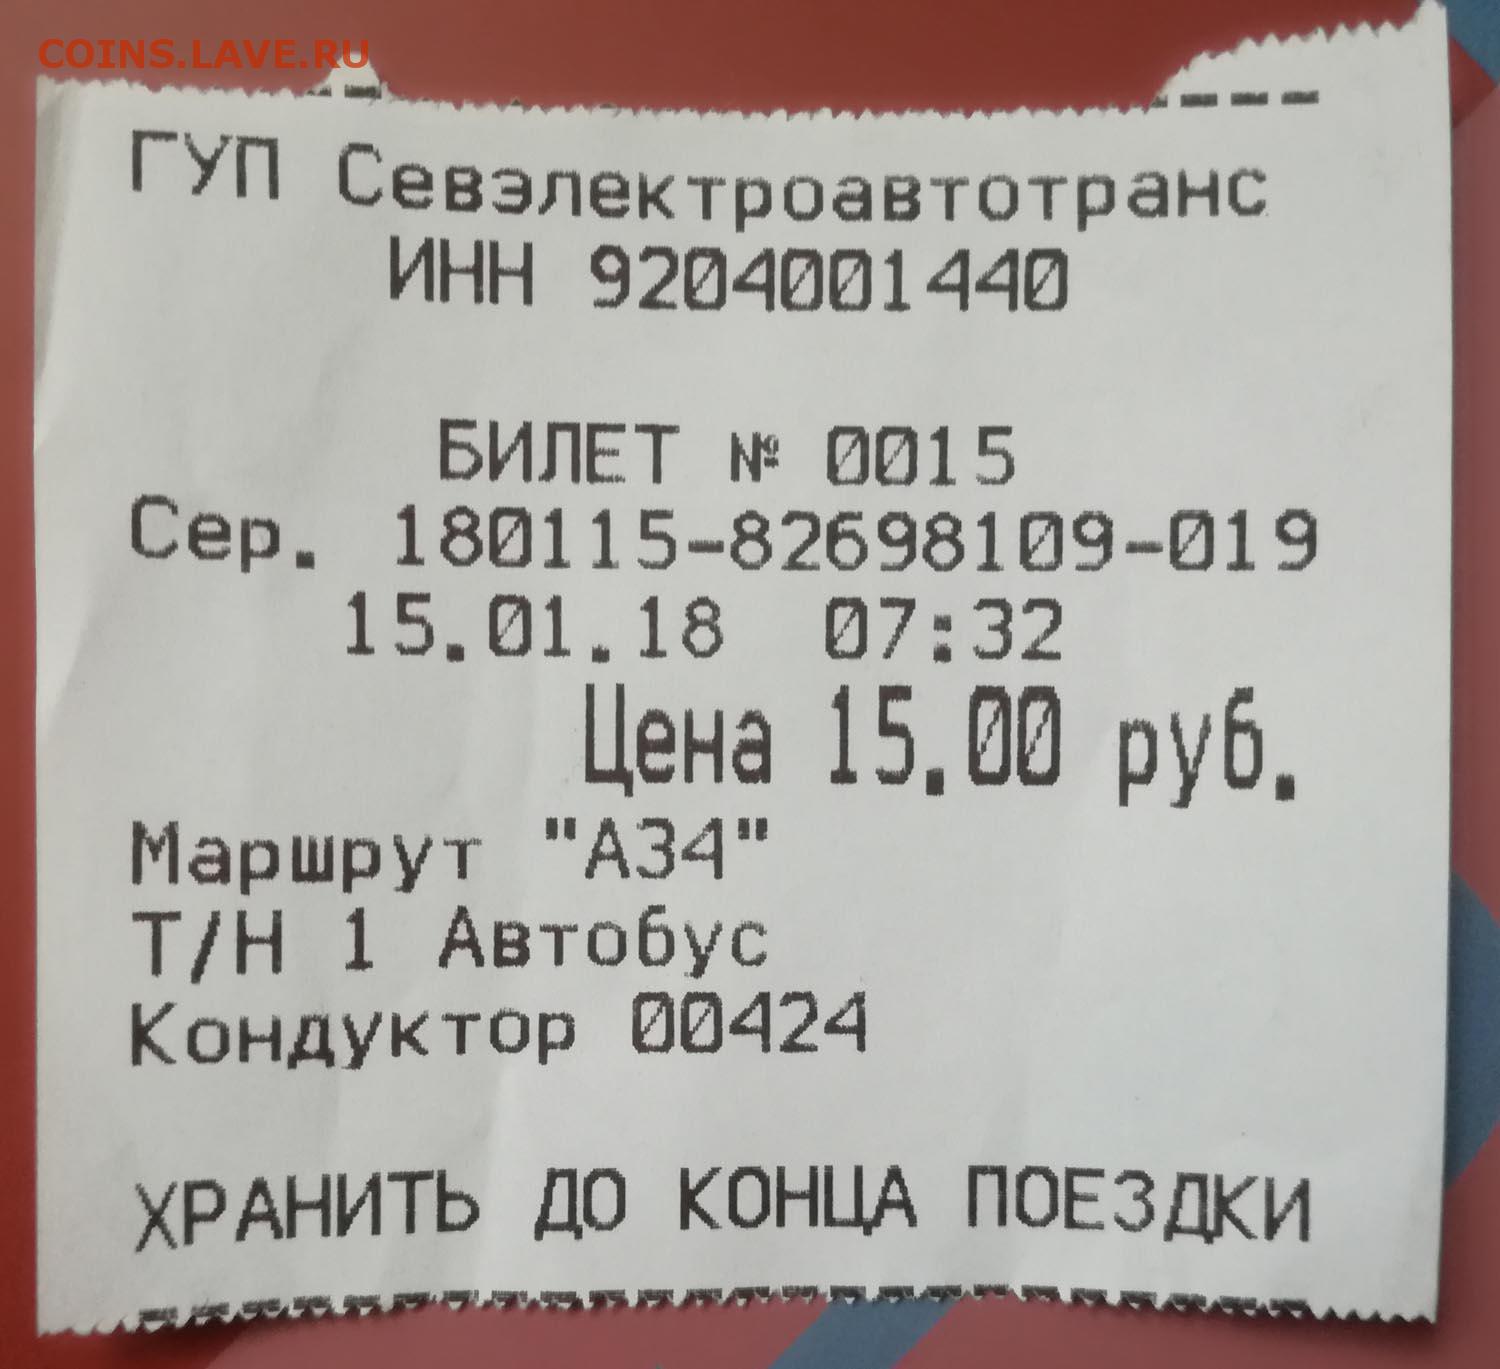 COINS.LAVE.RU
ГУП Севэлектроавтотранс
ИНН 9204001440
БИЛЕТ № 0015
Сер. 180115-82698109-019
15.01.18 07:32
Цена 15.00 руб.
Маршрут "А34"
Т/Н 1 Автобус
Кондуктор 00424
ХРАНИТЬ ДО КОНЦА ПОЕЗДКИ